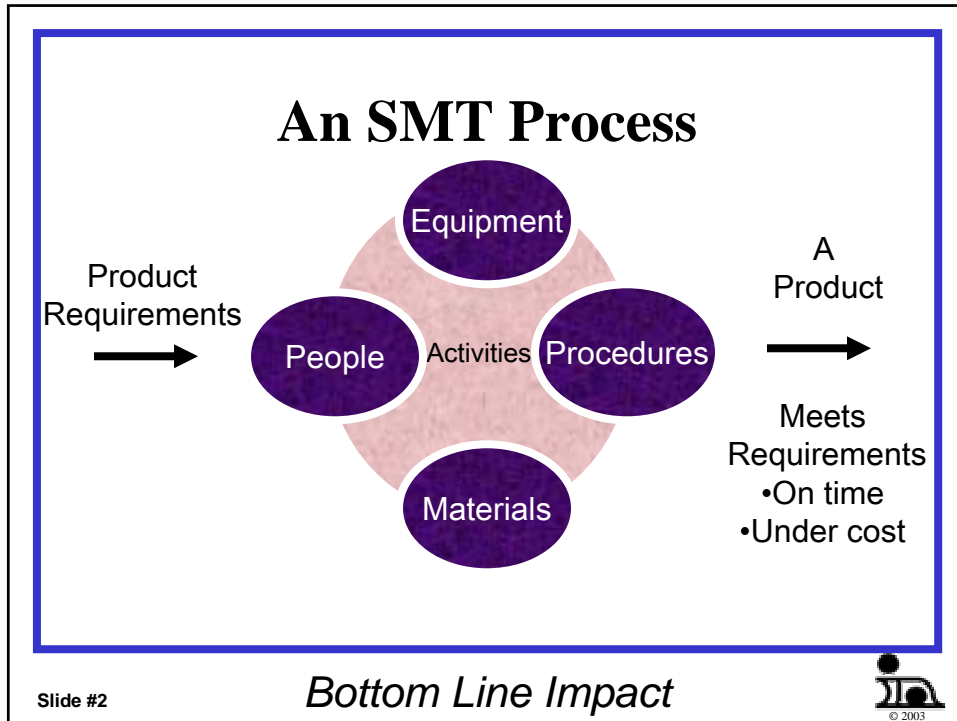 An SMT Process
Equipment
Product
Requirements
People
Activities
Procedures
Materials
A
Product
Meets
Requirements
•On time
•Under cost
Slide #2
Bottom Line Impact
© 2003